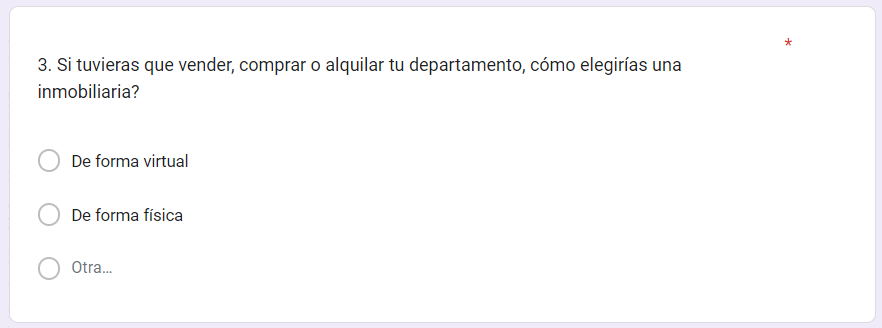 3. Si tuvieras que vender, comprar o alquilar tu departamento, cómo elegirías una
inmobiliaria?
*
De forma virtual
De forma física
Otra...